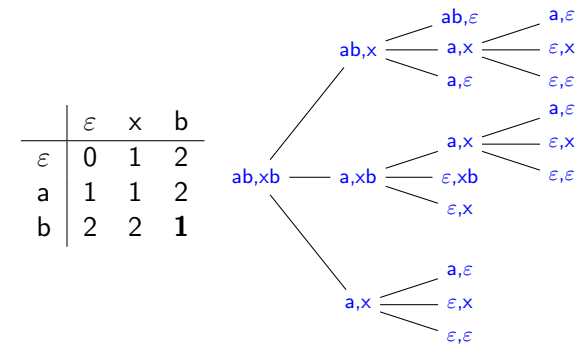 ε x b
ε 0 1 2
a 1 1 2
b 2 2 1
ab,xb
ab,x
ab,ε
a,x
a,ε
ε,x
ε,ε
a,ε
a,xb
a,x
a,ε
ε,x
ε,ε
ε,xb
ε,x
a,x
a,ε
ε,x
ε,ε